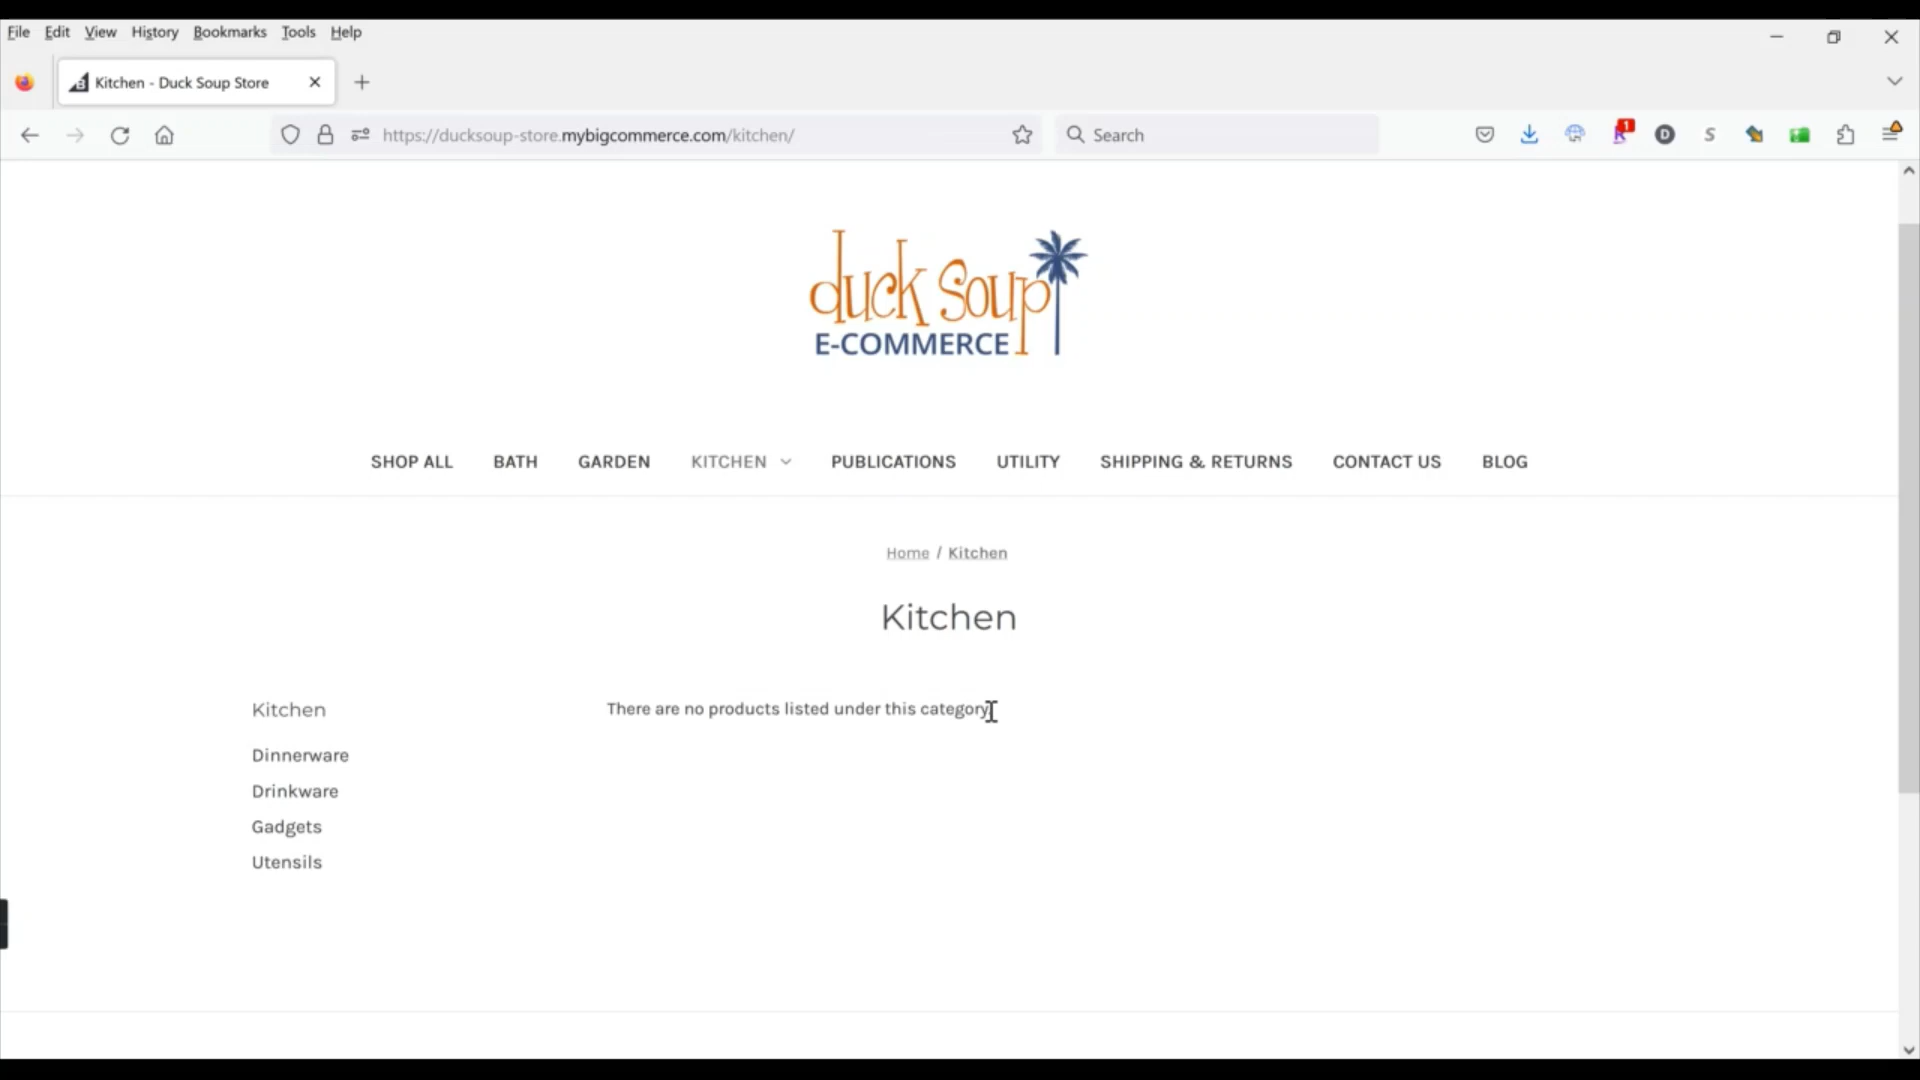 File Edit View History Bookmarks Tools Help
Kitchen - Duck Soup Store
https://ducksoup-store.mybigcommerce.com/kitchen/
Search
1
D
S
duck soup
E-COMMERCE
SHOP ALL BATH GARDEN KITCHEN PUBLICATIONS UTILITY SHIPPING & RETURNS CONTACT US BLOG
Home / Kitchen
Kitchen
Kitchen
There are no products listed under this category.
Dinnerware
Drinkware
Gadgets
Utensils